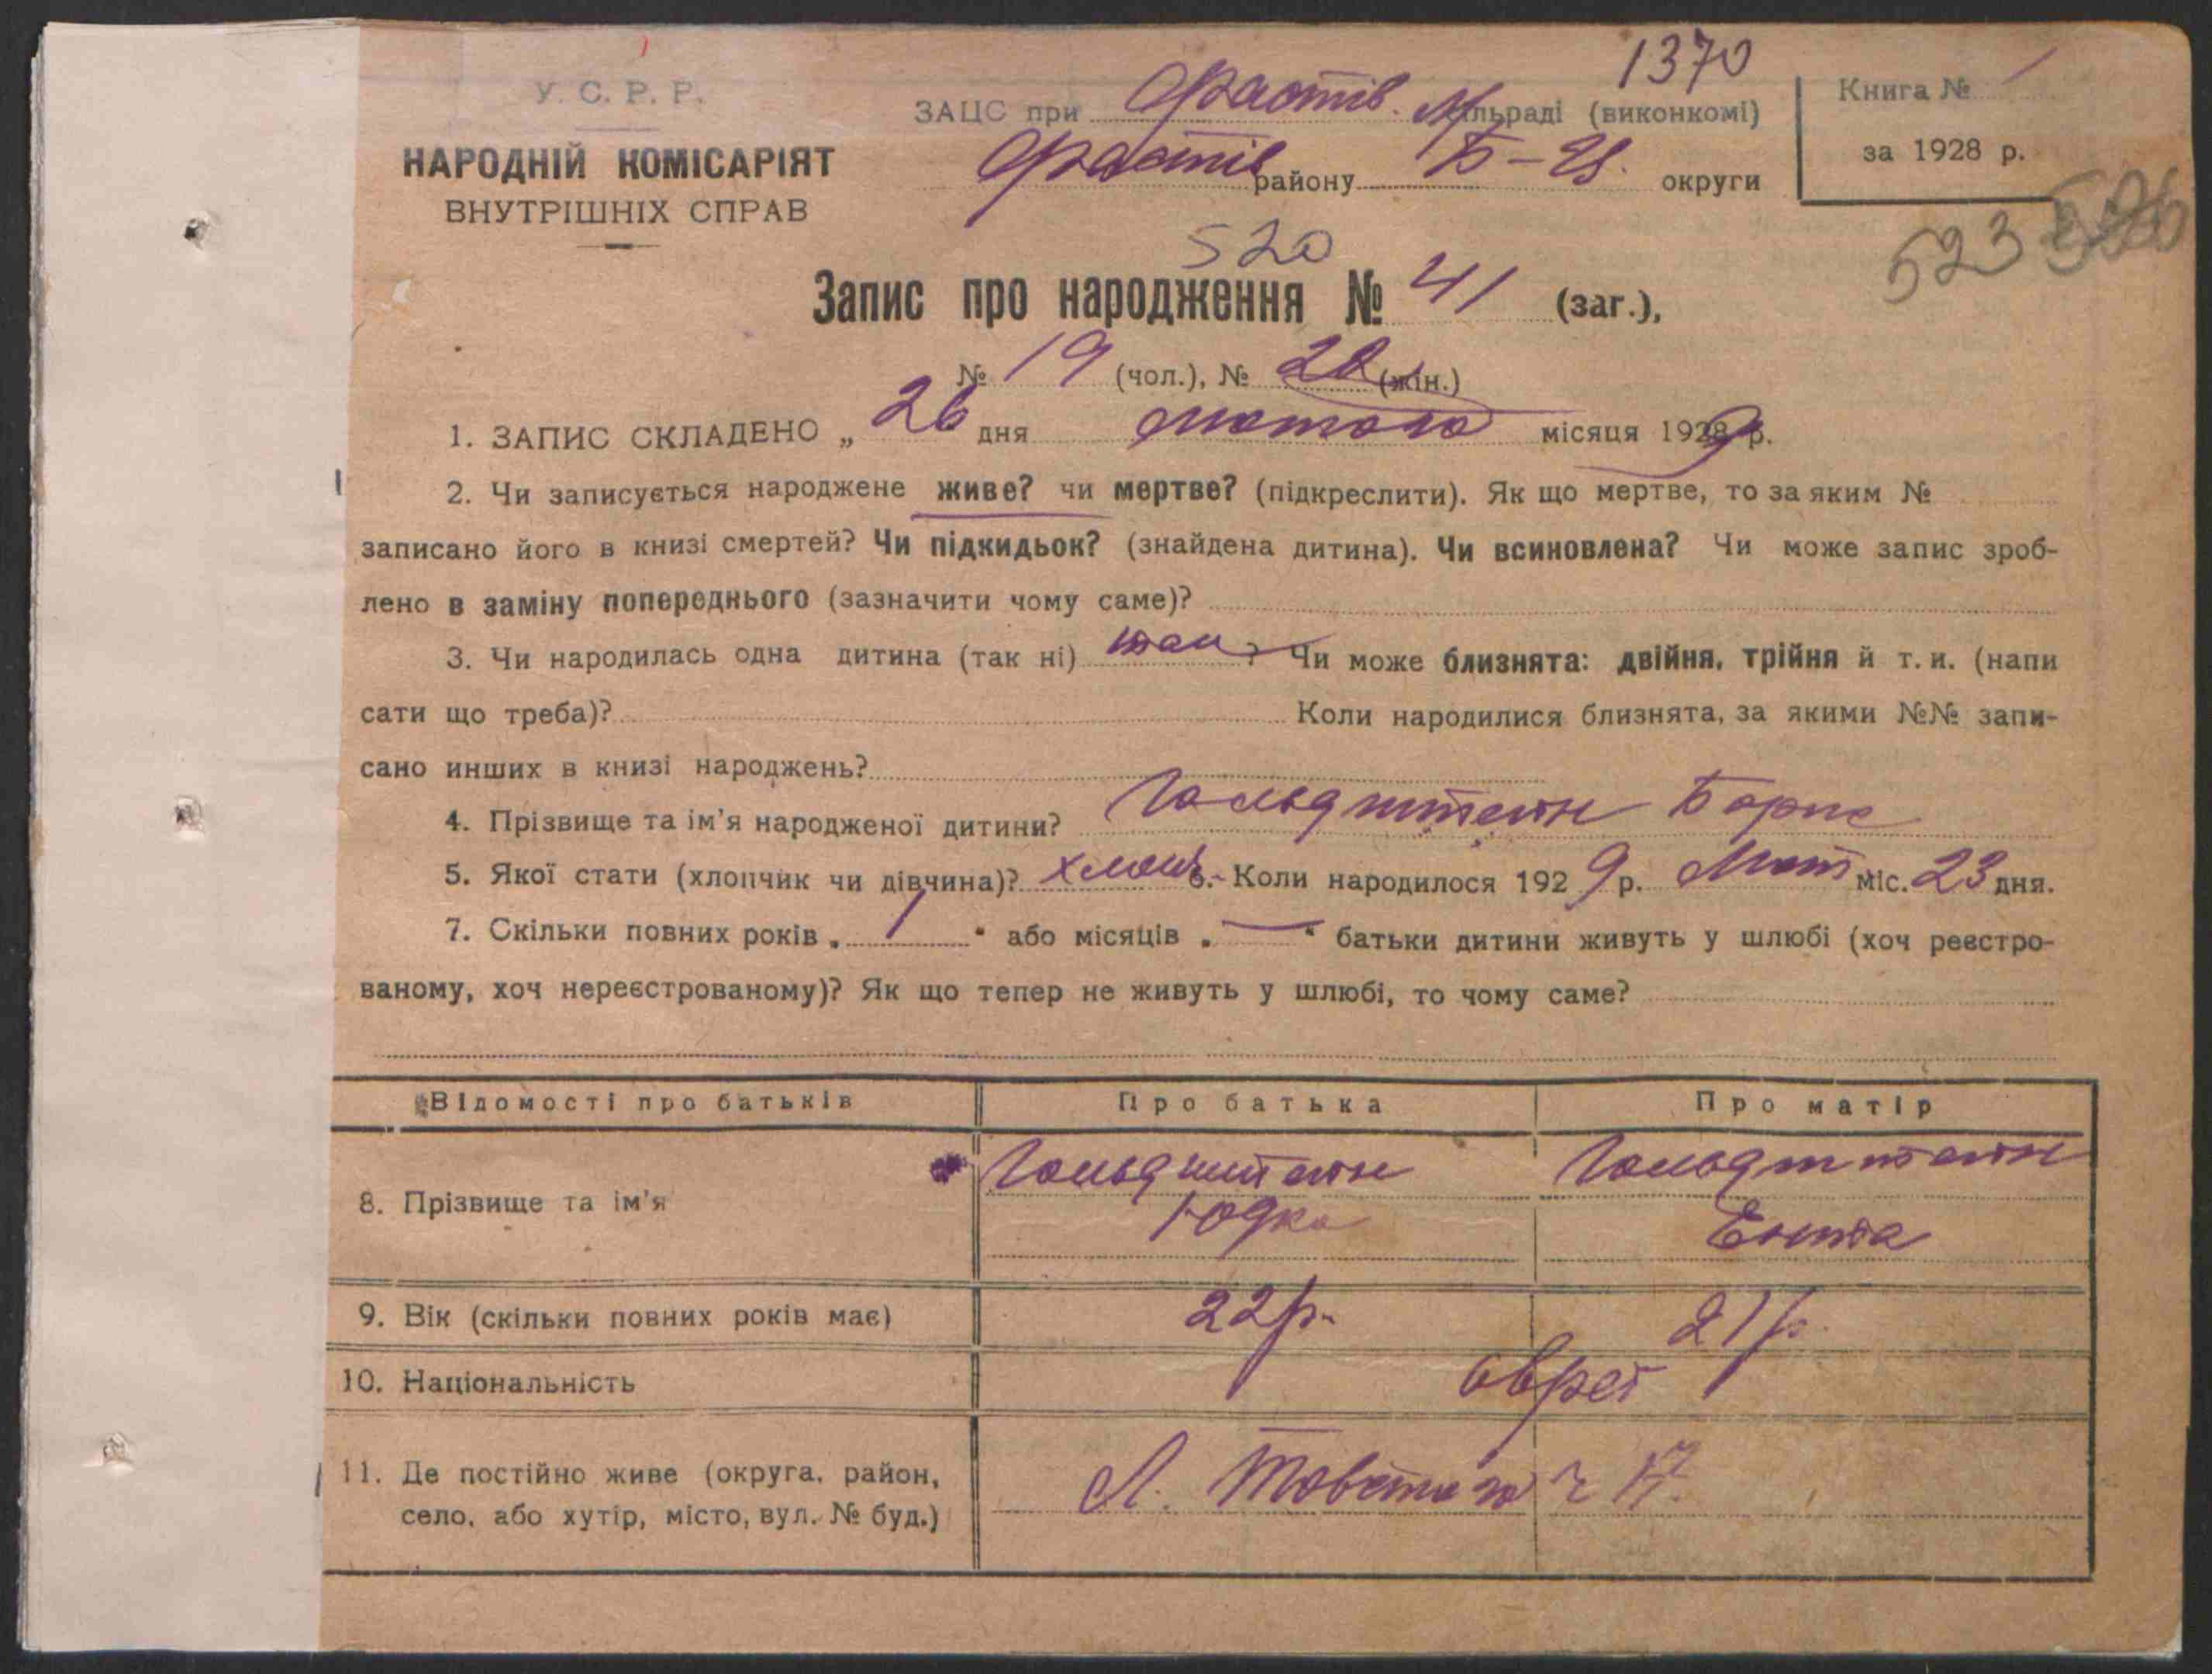 1370
У. С. Р. Р.
НАРОДНІЙ КОМІСАРІЯТ
ВНУТРІШНІХ СПРАВ
ЗАЦС при Фастів. М сільраді (виконкомі)
Фастів району Б-Ц. округи
Книга № 1
за 1928 р.
523
520
Запис про народження № 41 (заг.),
№ 19 (чол.), № (жін.)
1. ЗАПИС СКЛАДЕНО „ 26 дня лютого місяця 1929 р.
2. Чи записується народжене живе? чи мертве? (підкреслити). Як що мертве, то за яким №
записано його в книзі смертей? Чи підкидьок? (знайдена дитина). Чи всиновлена? Чи може запис зроб-
лено в заміну попереднього (зазначити чому саме)?
3. Чи народилась одна дитина (так ні) так ? Чи може близнята: двійня, трійня й т. и. (напи
сати що треба)? Коли народилися близнята, за якими №№ запи-
сано инших в книзі народжень?
4. Прізвище та ім'я народженої дитини? Гольдштейн Борис
5. Якої стати (хлопчик чи дівчина)? хлоп. 6. Коли народилося 1929 р. Лют міс. 23 дня.
7. Скільки повних років „ 1 “ або місяців „ — “ батьки дитини живуть у шлюбі (хоч реєстро-
ваному, хоч нереєстрованому)? Як що тепер не живуть у шлюбі, то чому саме?
Відомості про батьків Про батька Про матір
8. Прізвище та ім'я Гольдштейн Гольдштейн
Юдко Ента
9. Вік (скільки повних років має) 22 р. 21 р.
10. Національність євреї
11. Де постійно живе (округа, район,
село, або хутір, місто, вул. № буд.) Л. Товстого ч 17.